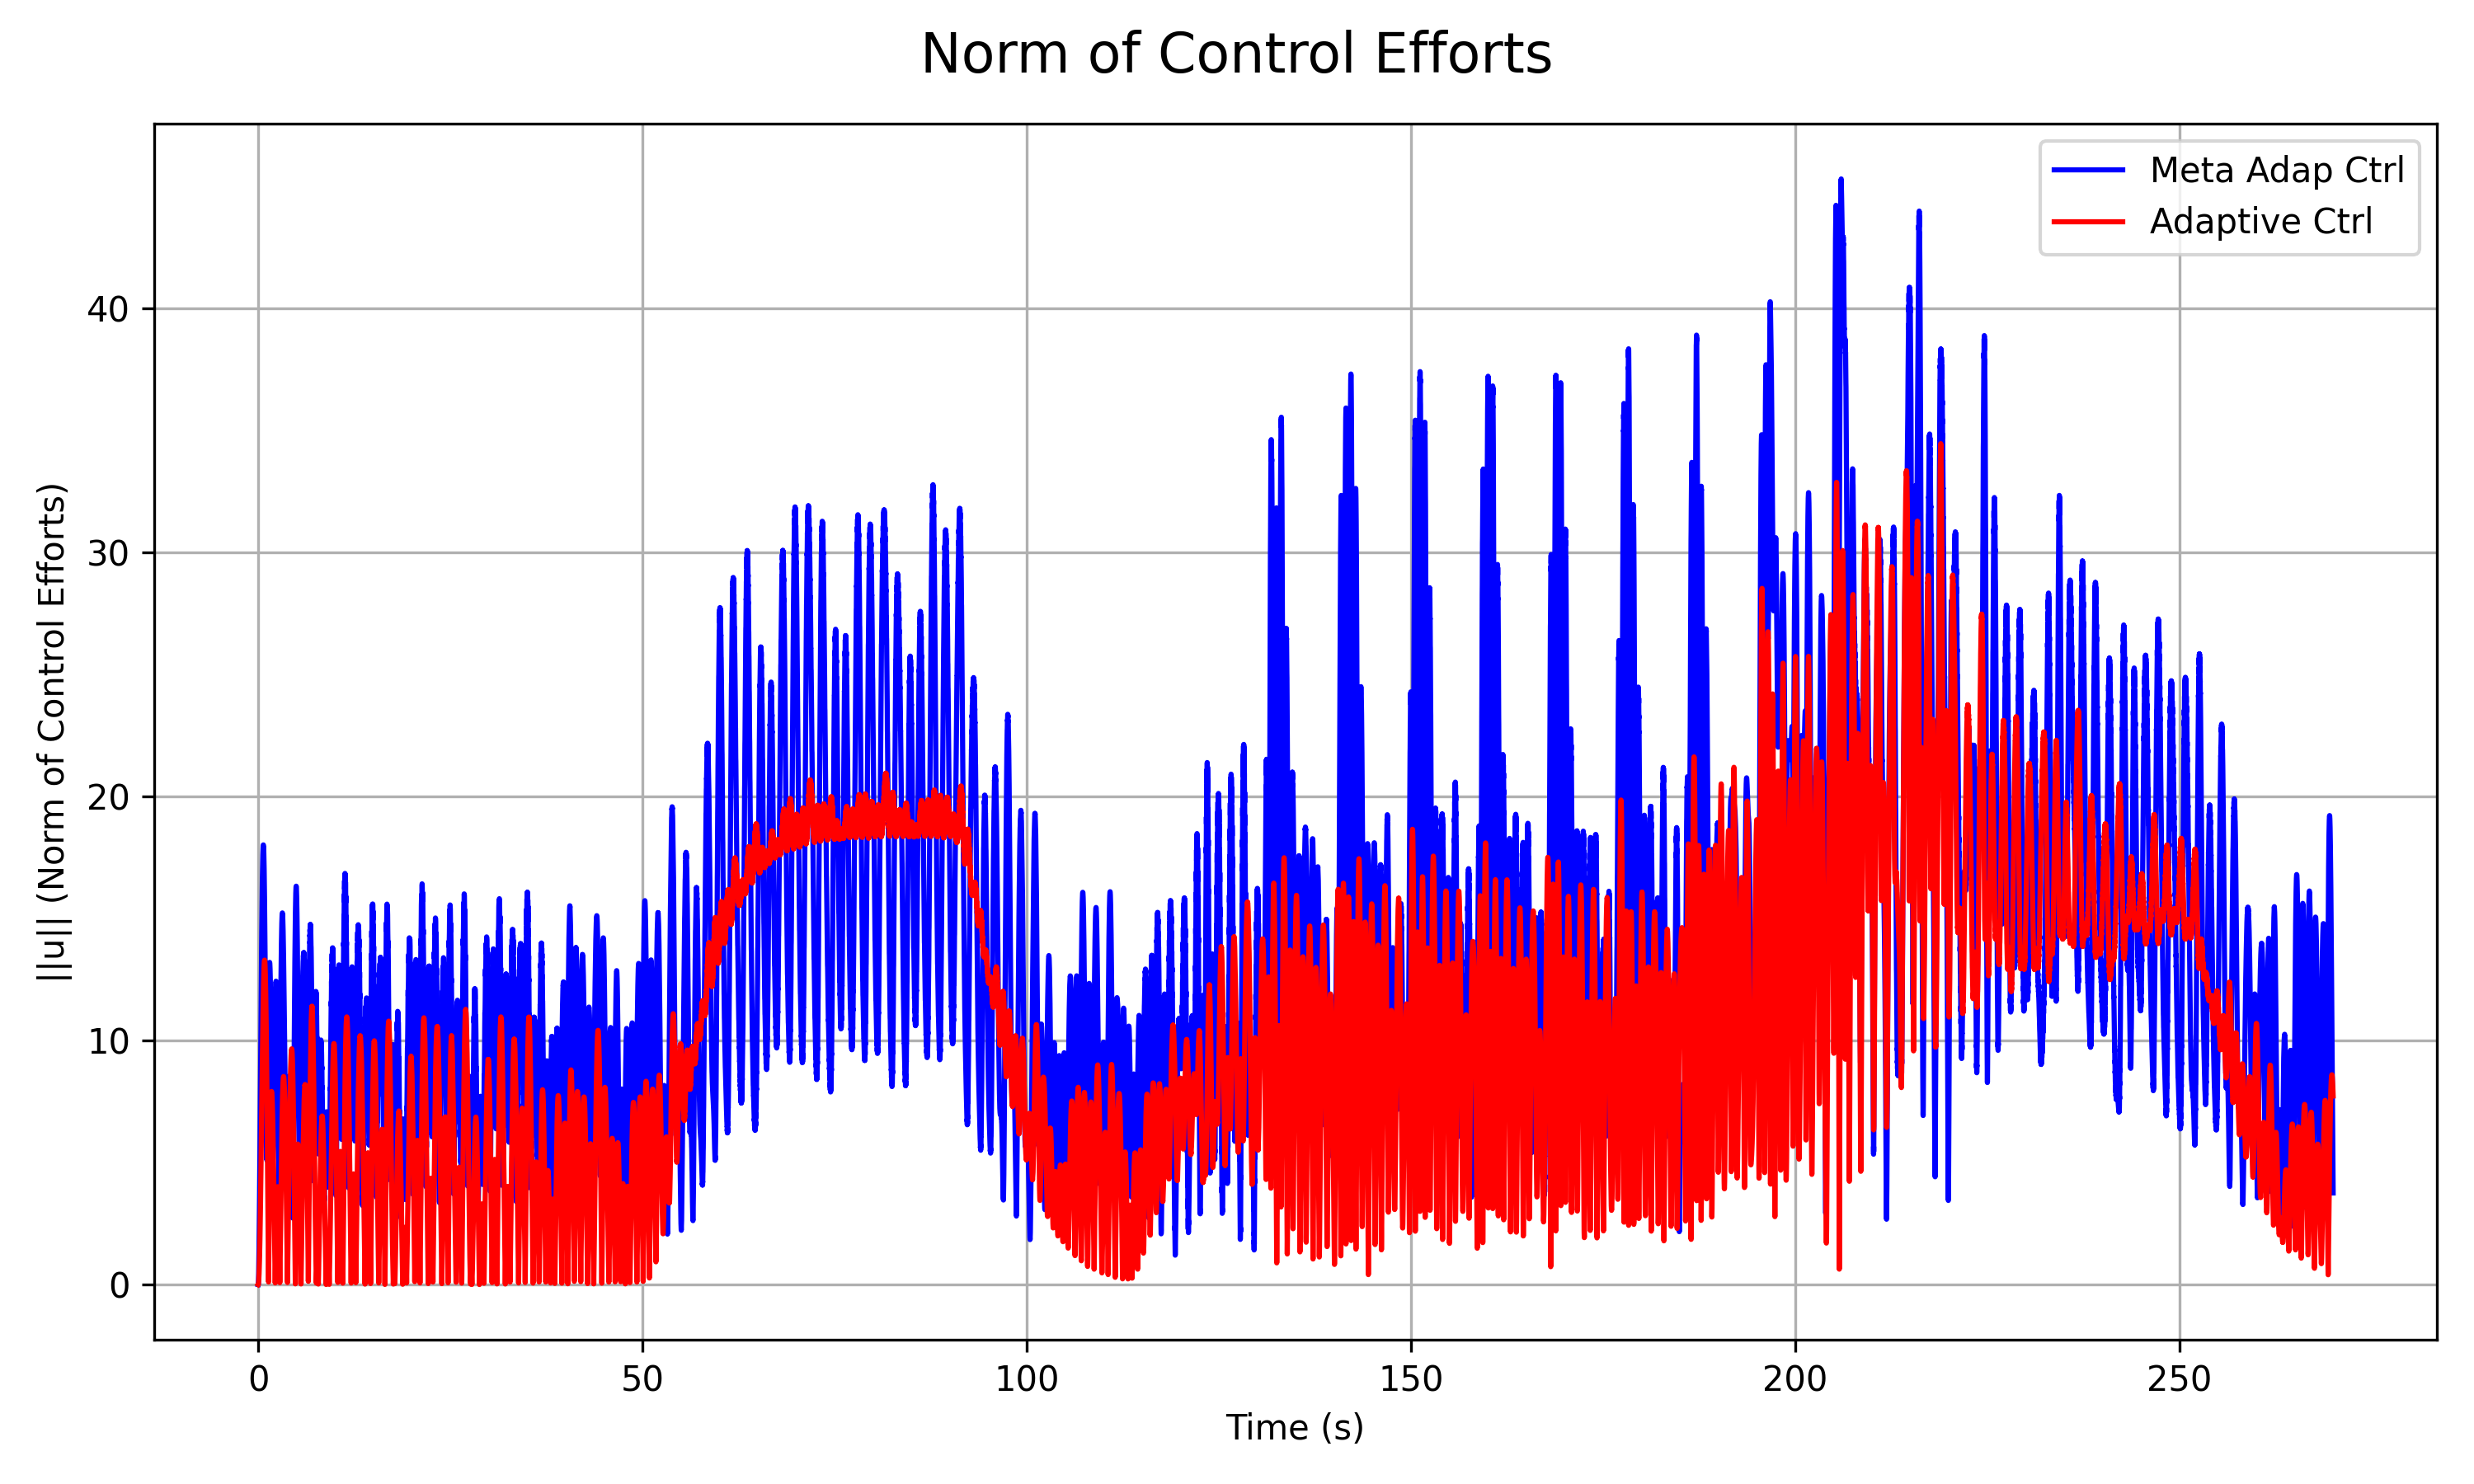 Norm of Control Efforts
Meta Adap Ctrl
Adaptive Ctrl
||u|| (Norm of Control Efforts)
40
30
20
10
0
0 50 100 150 200 250
Time (s)